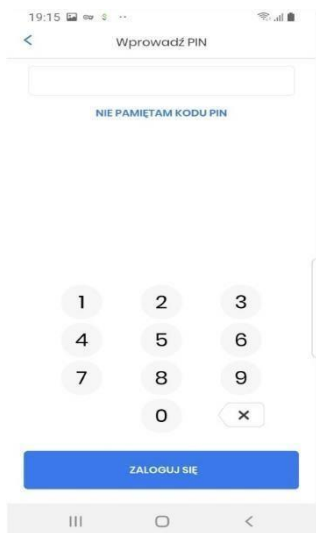 19:15
Wprowadź PIN
NIE PAMIĘTAM KODU PIN
1 2 3
4 5 6
7 8 9
0
ZALOGUJ SIĘ